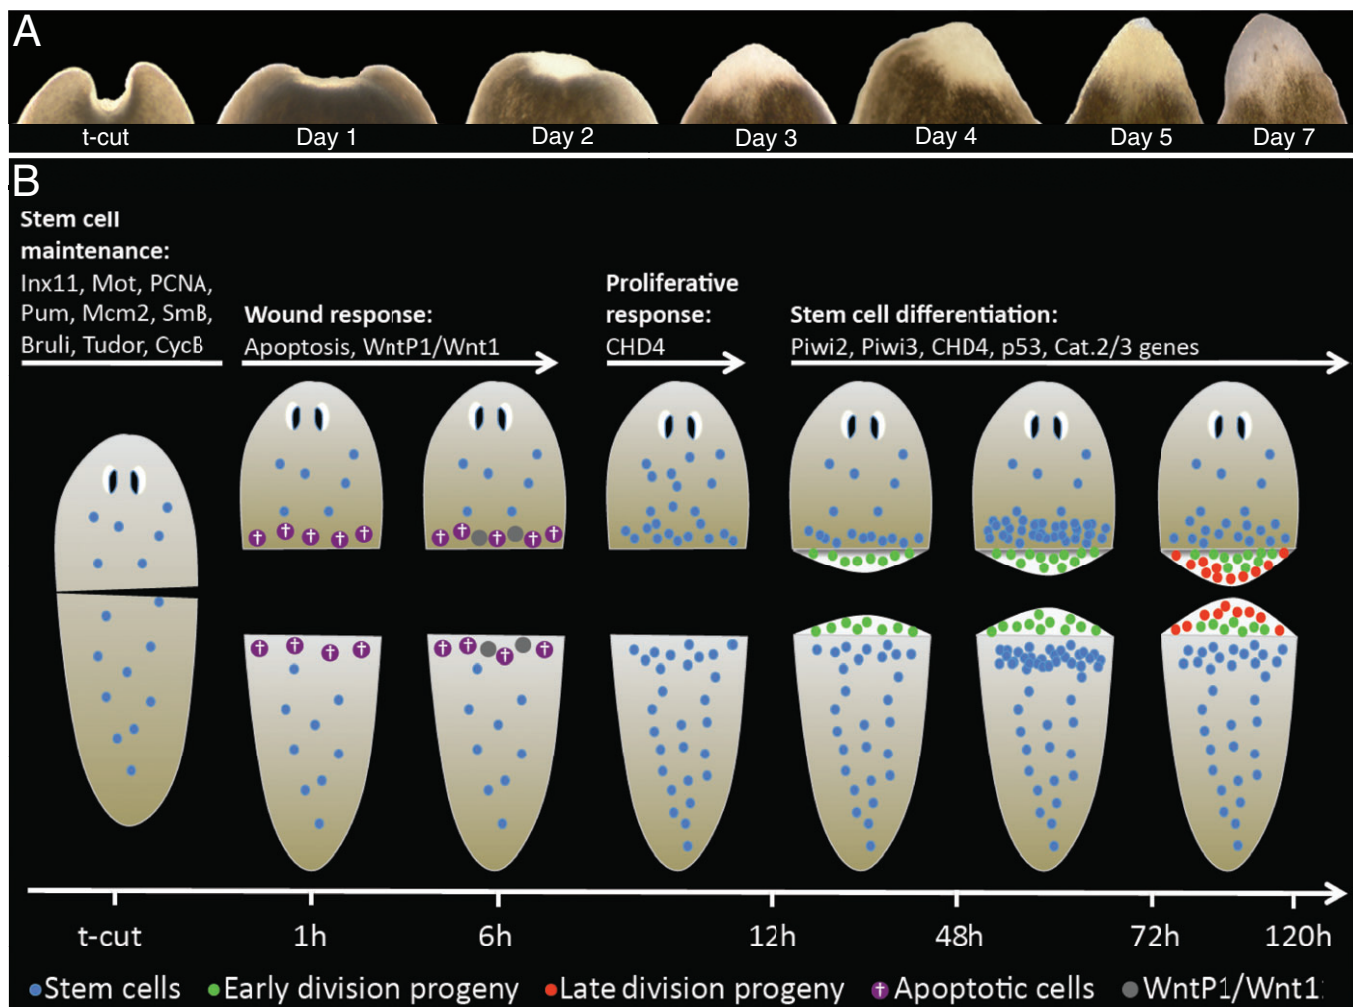 A
t-cut
Day 1
Day 2
Day 3
Day 4
Day 5
Day 7
B
Stem cell
maintenance:
Inx11, Mot, PCNA,
Pum, Mcm2, SmB,
Bruli, Tudor, CycB
Wound response:
Apoptosis, WntP1/Wnt1
Proliferative
response:
CHD4
Stem cell differentiation:
Piwi2, Piwi3, CHD4, p53, Cat.2/3 genes
t-cut
1h
6h
12h
48h
72h
120h
Stem cells
Early division progeny
Late division progeny
Apoptotic cells
WntP1/Wnt1